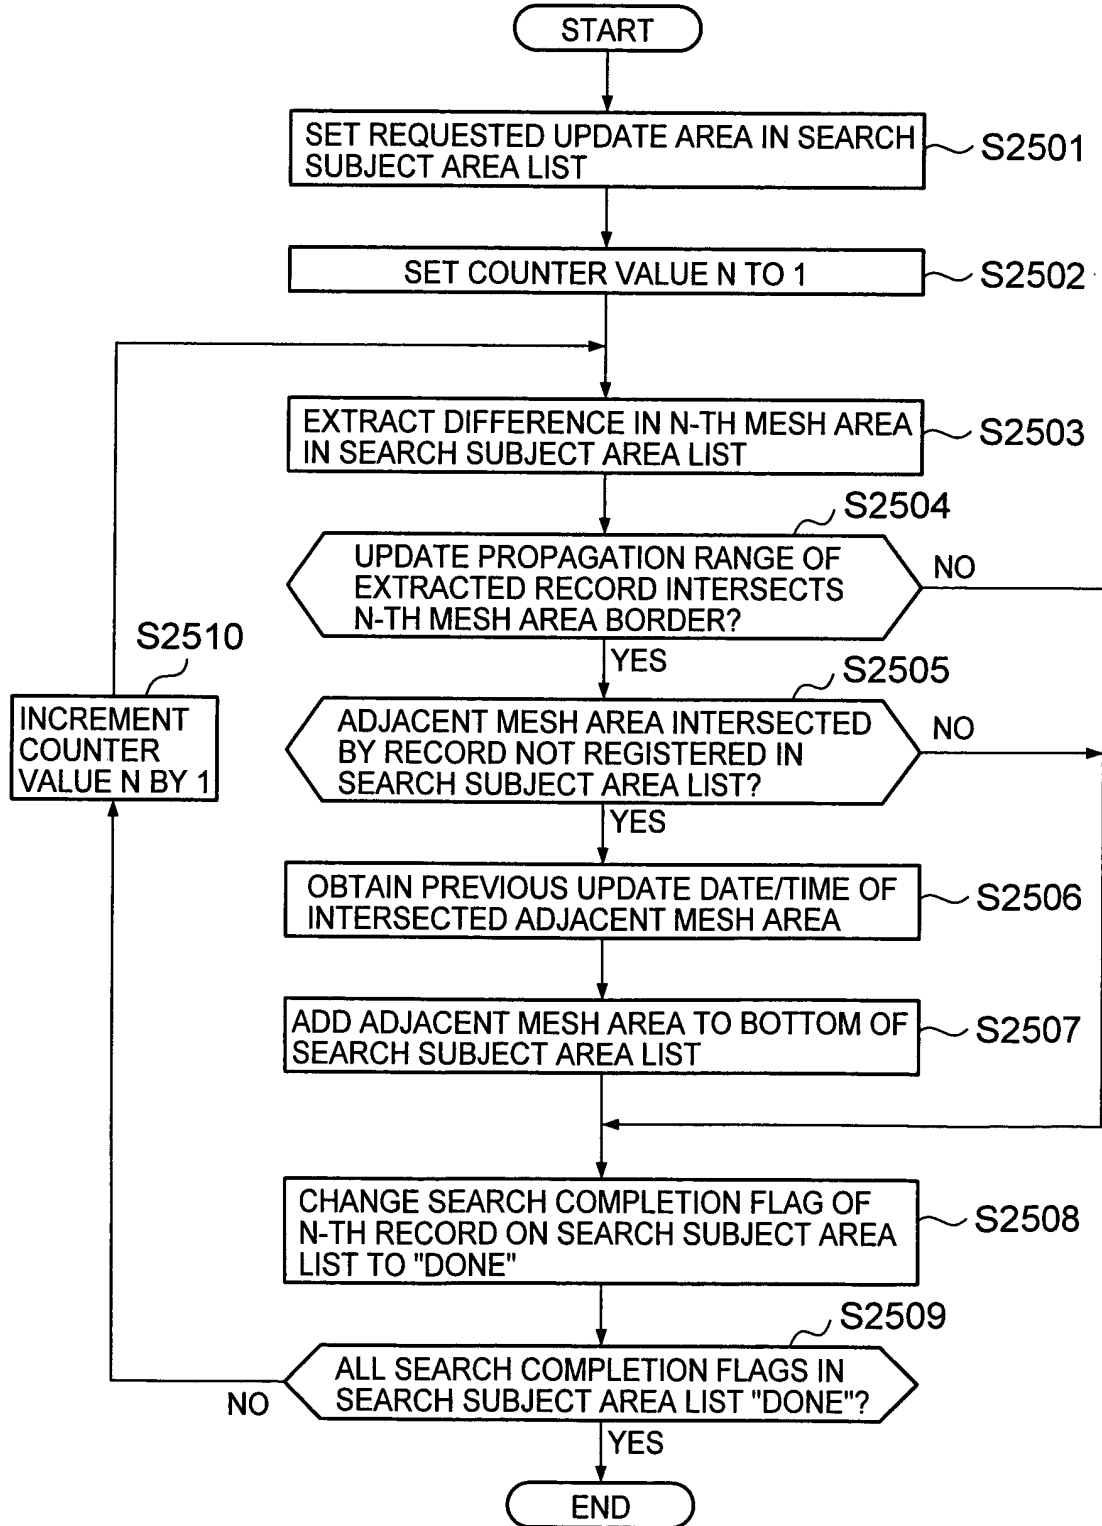 START
SET REQUESTED UPDATE AREA IN SEARCH
SUBJECT AREA LIST
S2501
SET COUNTER VALUE N TO 1
S2502
EXTRACT DIFFERENCE IN N-TH MESH AREA
IN SEARCH SUBJECT AREA LIST
S2503
S2504
UPDATE PROPAGATION RANGE OF
EXTRACTED RECORD INTERSECTS
N-TH MESH AREA BORDER?
NO
YES
S2510
INCREMENT
COUNTER
VALUE N BY 1
S2505
ADJACENT MESH AREA INTERSECTED
BY RECORD NOT REGISTERED IN
SEARCH SUBJECT AREA LIST?
NO
YES
OBTAIN PREVIOUS UPDATE DATE/TIME OF
INTERSECTED ADJACENT MESH AREA
S2506
ADD ADJACENT MESH AREA TO BOTTOM OF
SEARCH SUBJECT AREA LIST
S2507
CHANGE SEARCH COMPLETION FLAG OF
N-TH RECORD ON SEARCH SUBJECT AREA
LIST TO "DONE"
S2508
S2509
ALL SEARCH COMPLETION FLAGS IN
SEARCH SUBJECT AREA LIST "DONE"?
NO
YES
END